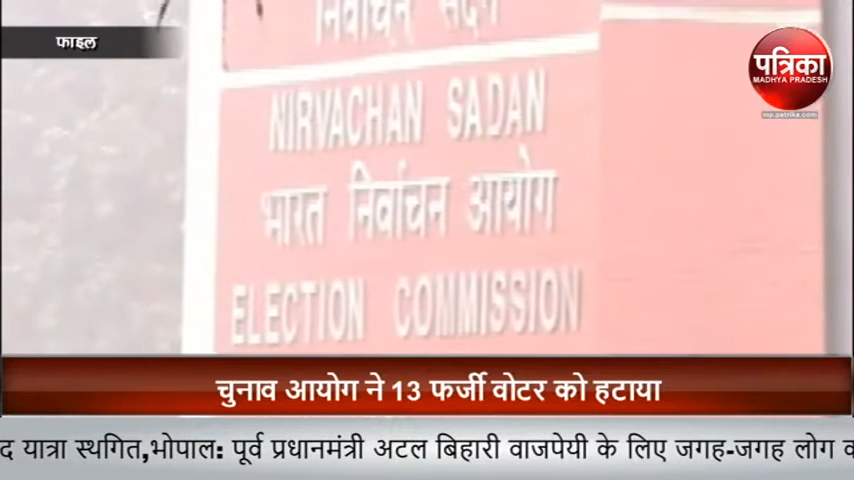 निर्वाचन सदन
फाइल
पत्रिका
MADHYA PRADESH
mp.patrika.com
NIRVACHAN SADAN
भारत निर्वाचन आयोग
ELECTION COMMISSION
चुनाव आयोग ने 13 फर्जी वोटर को हटाया
यात्रा स्थगित,भोपाल: पूर्व प्रधानमंत्री अटल बिहारी वाजपेयी के लिए जगह-जगह लोग